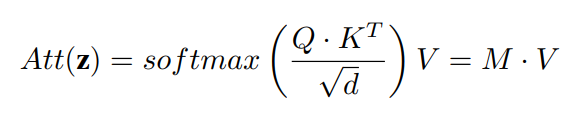 Att(𝐳) = softmax(Q · K^T / √d) V = M · V